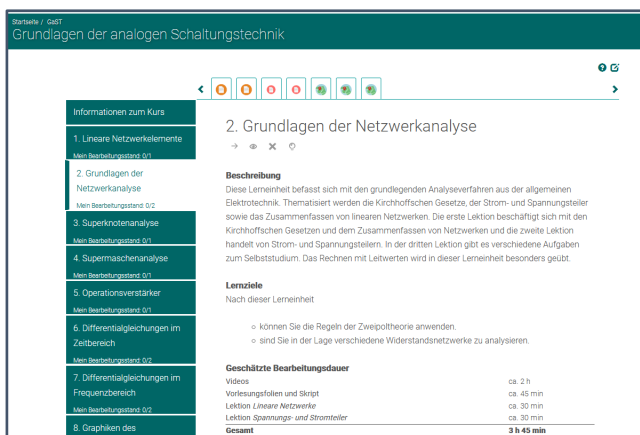 Startseite / GaST
Grundlagen der analogen Schaltungstechnik
Informationen zum Kurs
1. Lineare Netzwerkelemente
Mein Bearbeitungsstand: 0/1
2. Grundlagen der
Netzwerkanalyse
Mein Bearbeitungsstand: 0/2
3. Superknotenanalyse
Mein Bearbeitungsstand: 0/1
4. Supermaschenanalyse
Mein Bearbeitungsstand: 0/1
5. Operationsverstärker
Mein Bearbeitungsstand: 0/1
6. Differentialgleichungen im
Zeitbereich
Mein Bearbeitungsstand: 0/2
7. Differentialgleichungen im
Frequenzbereich
Mein Bearbeitungsstand: 0/2
8. Graphiken des
2. Grundlagen der Netzwerkanalyse
Beschreibung
Diese Lerneinheit befasst sich mit den grundlegenden Analyseverfahren aus der allgemeinen
Elektrotechnik. Thematisiert werden die Kirchhoffschen Gesetze, der Strom- und Spannungsteiler
sowie das Zusammenfassen von linearen Netzwerken. Die erste Lektion beschäftigt sich mit den
Kirchhoffschen Gesetzen und dem Zusammenfassen von Netzwerken und die zweite Lektion
handelt von Strom- und Spannungsteilern. In der dritten Lektion gibt es verschiedene Aufgaben
zum Selbststudium. Das Rechnen mit Leitwerten wird in dieser Lerneinheit besonders geübt.
Lernziele
Nach dieser Lerneinheit
können Sie die Regeln der Zweipoltheorie anwenden.
sind Sie in der Lage verschiedene Widerstandsnetzwerke zu analysieren.
Geschätzte Bearbeitungsdauer
Videos ca. 2 h
Vorlesungsfolien und Skript ca. 45 min
Lektion Lineare Netzwerke ca. 30 min
Lektion Spannungs- und Stromteiler ca. 30 min
Gesamt 3 h 45 min